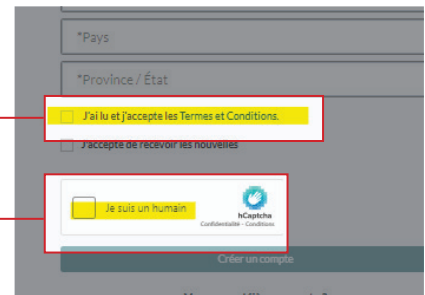 *Pays
*Province / État
J'ai lu et j'accepte les Termes et Conditions.
J'accepte de recevoir les nouvelles
Je suis un humain
hCaptcha
Confidentialité - Conditions
Créer un compte